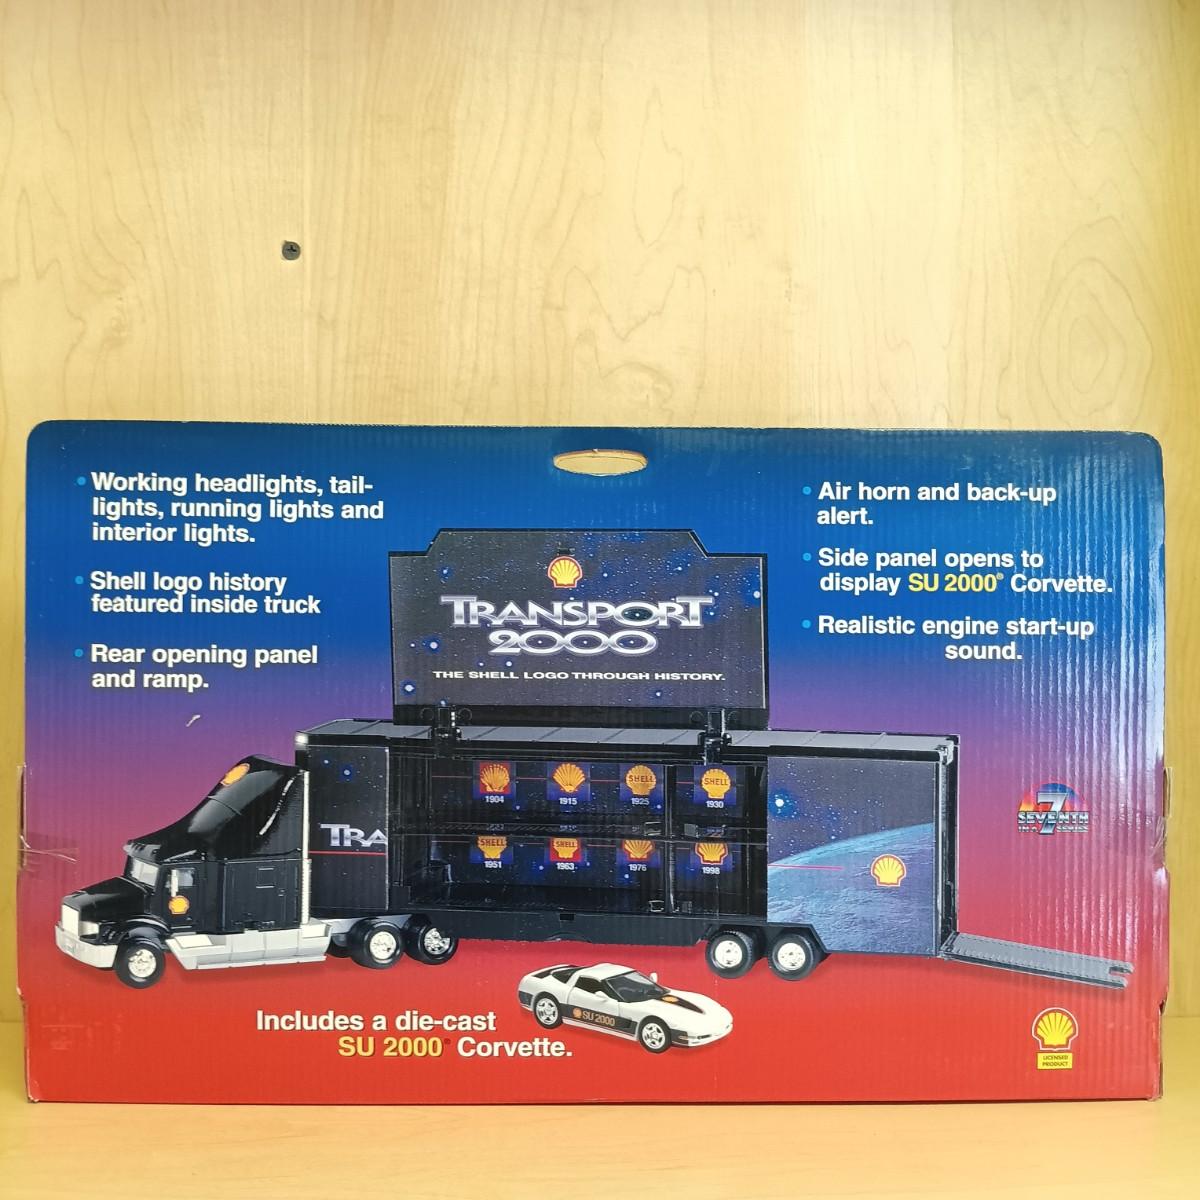 Working headlights, tail-
lights, running lights and
interior lights.
Shell logo history
featured inside truck
Rear opening panel
and ramp.
Air horn and back-up
alert.
Side panel opens to
display SU 2000® Corvette.
Realistic engine start-up
sound.
TRANSPORT
2000
THE SHELL LOGO THROUGH HISTORY.
TRA
1904
1915
SHELL
1925
SHELL
1930
SHELL
1951
SHELL
1963
1976
1998
7
SEVENTH
IN A SERIES
SU 2000
Includes a die-cast
SU 2000® Corvette.
LICENSED
PRODUCT